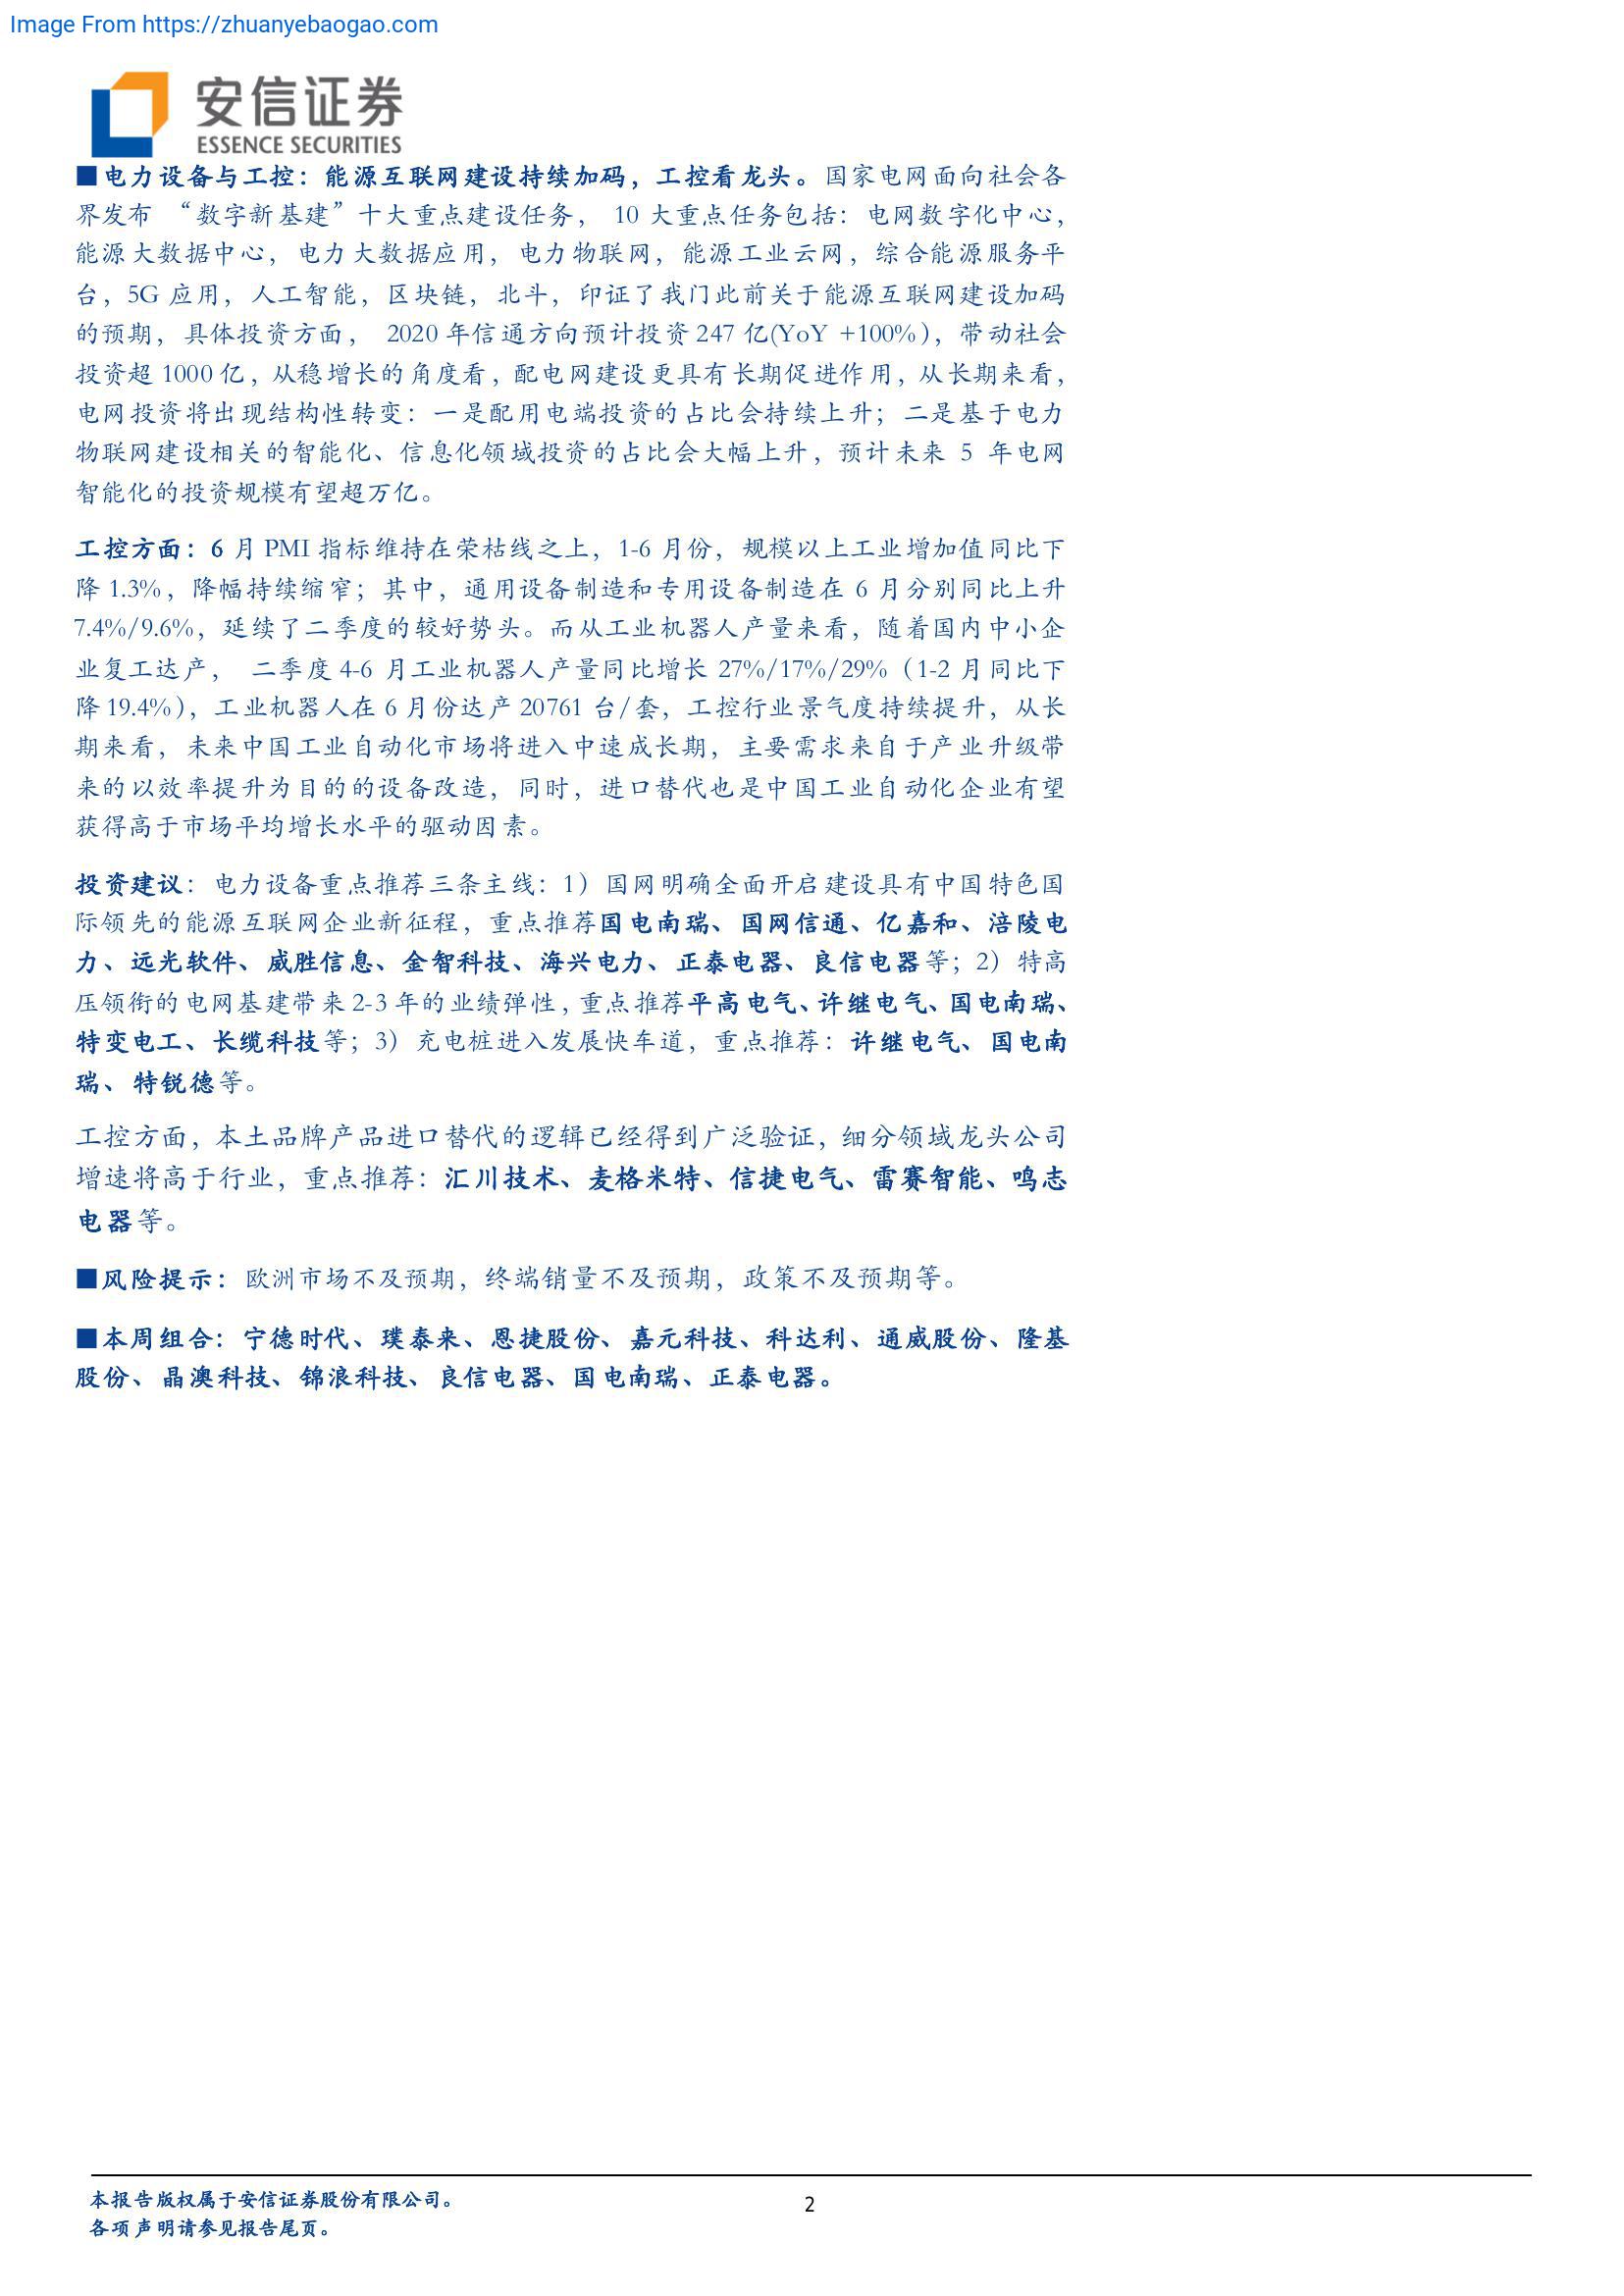 Image From https://zhuanyebaogao.com
安信证券
ESSENCE SECURITIES
■电力设备与工控：能源互联网建设持续加码，工控看龙头。国家电网面向社会各
界发布 “数字新基建”十大重点建设任务， 10 大重点任务包括：电网数字化中心，
能源大数据中心，电力大数据应用，电力物联网，能源工业云网，综合能源服务平
台，5G 应用，人工智能，区块链，北斗，印证了我们此前关于能源互联网建设加码
的预期，具体投资方面， 2020 年信通方向预计投资 247 亿(YoY +100%)，带动社会
投资超 1000 亿，从稳增长的角度看，配电网建设更具有长期促进作用，从长期来看，
电网投资将出现结构性转变：一是配用电端投资的占比会持续上升；二是基于电力
物联网建设相关的智能化、信息化领域投资的占比会大幅上升，预计未来 5 年电网
智能化的投资规模有望超万亿。
工控方面：6 月 PMI 指标维持在荣枯线之上，1-6 月份，规模以上工业增加值同比下
降 1.3%，降幅持续缩窄；其中，通用设备制造和专用设备制造在 6 月分别同比上升
7.4%/9.6%，延续了二季度的较好势头。而从工业机器人产量来看，随着国内中小企
业复工达产， 二季度 4-6 月工业机器人产量同比增长 27%/17%/29%（1-2 月同比下
降 19.4%），工业机器人在 6 月份达产 20761 台/套，工控行业景气度持续提升，从长
期来看，未来中国工业自动化市场将进入中速成长期，主要需求来自于产业升级带
来的以效率提升为目的的设备改造，同时，进口替代也是中国工业自动化企业有望
获得高于市场平均增长水平的驱动因素。
投资建议：电力设备重点推荐三条主线：1）国网明确全面开启建设具有中国特色国
际领先的能源互联网企业新征程，重点推荐国电南瑞、国网信通、亿嘉和、涪陵电
力、远光软件、威胜信息、金智科技、海兴电力、正泰电器、良信电器等；2）特高
压领衔的电网基建带来 2-3 年的业绩弹性，重点推荐平高电气、许继电气、国电南瑞、
特变电工、长缆科技等；3）充电桩进入发展快车道，重点推荐：许继电气、国电南
瑞、特锐德等。
工控方面，本土品牌产品进口替代的逻辑已经得到广泛验证，细分领域龙头公司
增速将高于行业，重点推荐：汇川技术、麦格米特、信捷电气、雷赛智能、鸣志
电器等。
■风险提示：欧洲市场不及预期，终端销量不及预期，政策不及预期等。
■本周组合：宁德时代、璞泰来、恩捷股份、嘉元科技、科达利、通威股份、隆基
股份、晶澳科技、锦浪科技、良信电器、国电南瑞、正泰电器。
本报告版权属于安信证券股份有限公司。
2
各项声明请参见报告尾页。